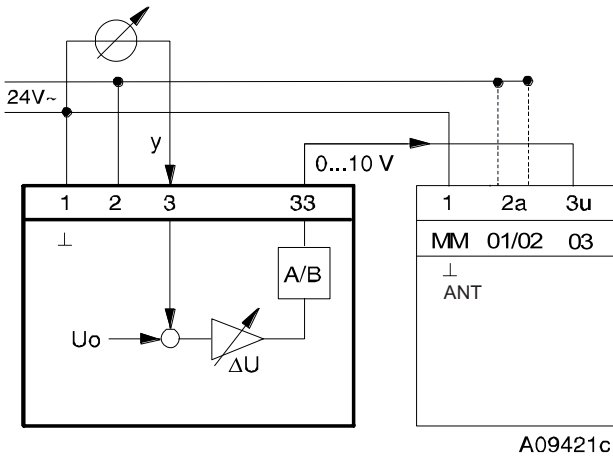 24V~
y
0...10 V
1 2 3 33
1 2a 3u
MM 01/02 03
⊥
⊥
ANT
A/B
Uo
ΔU
A09421c